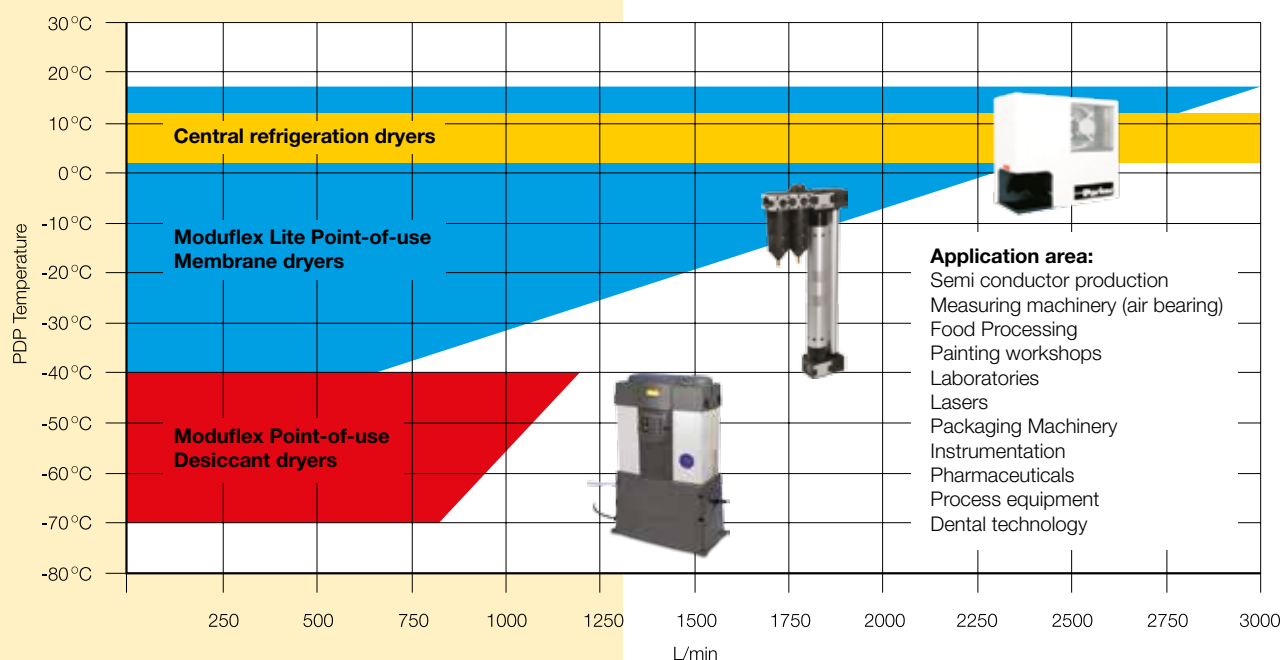 30°C
20°C
10°C
0°C
-10°C
-20°C
-30°C
-40°C
-50°C
-60°C
-70°C
-80°C
PDP Temperature
Central refrigeration dryers
Moduflex Lite Point-of-use
Membrane dryers
Moduflex Point-of-use
Desiccant dryers
Parker
Application area:
Semi conductor production
Measuring machinery (air bearing)
Food Processing
Painting workshops
Laboratories
Lasers
Packaging Machinery
Instrumentation
Pharmaceuticals
Process equipment
Dental technology
250 500 750 1000 1250 1500 1750 2000 2250 2500 2750 3000
L/min